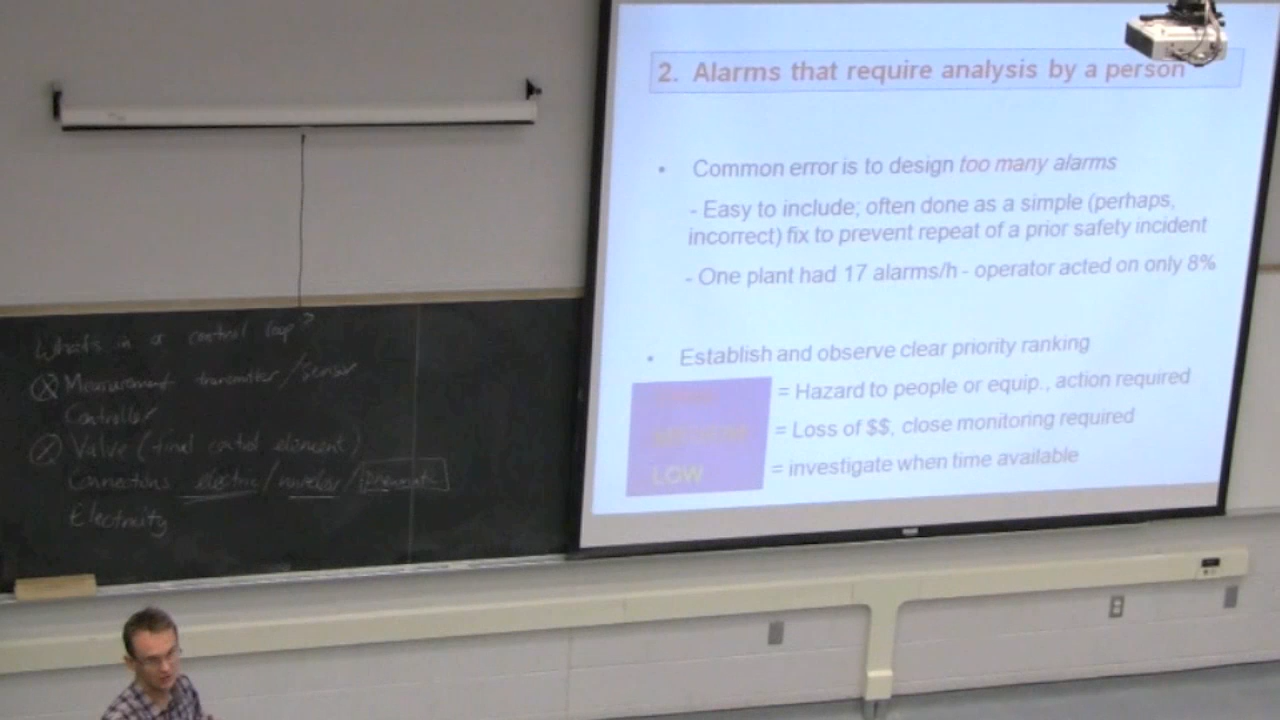 What's in a control loop?
Measurement transmitter/sensor
Controller
Valve (final control element)
Connections electric/wireless/pneumatic
Electricity
2. Alarms that require analysis by a person
• Common error is to design too many alarms
- Easy to include; often done as a simple (perhaps,
incorrect) fix to prevent repeat of a prior safety incident
- One plant had 17 alarms/h - operator acted on only 8%
• Establish and observe clear priority ranking
= Hazard to people or equip., action required
= Loss of $$, close monitoring required
LOW = investigate when time available